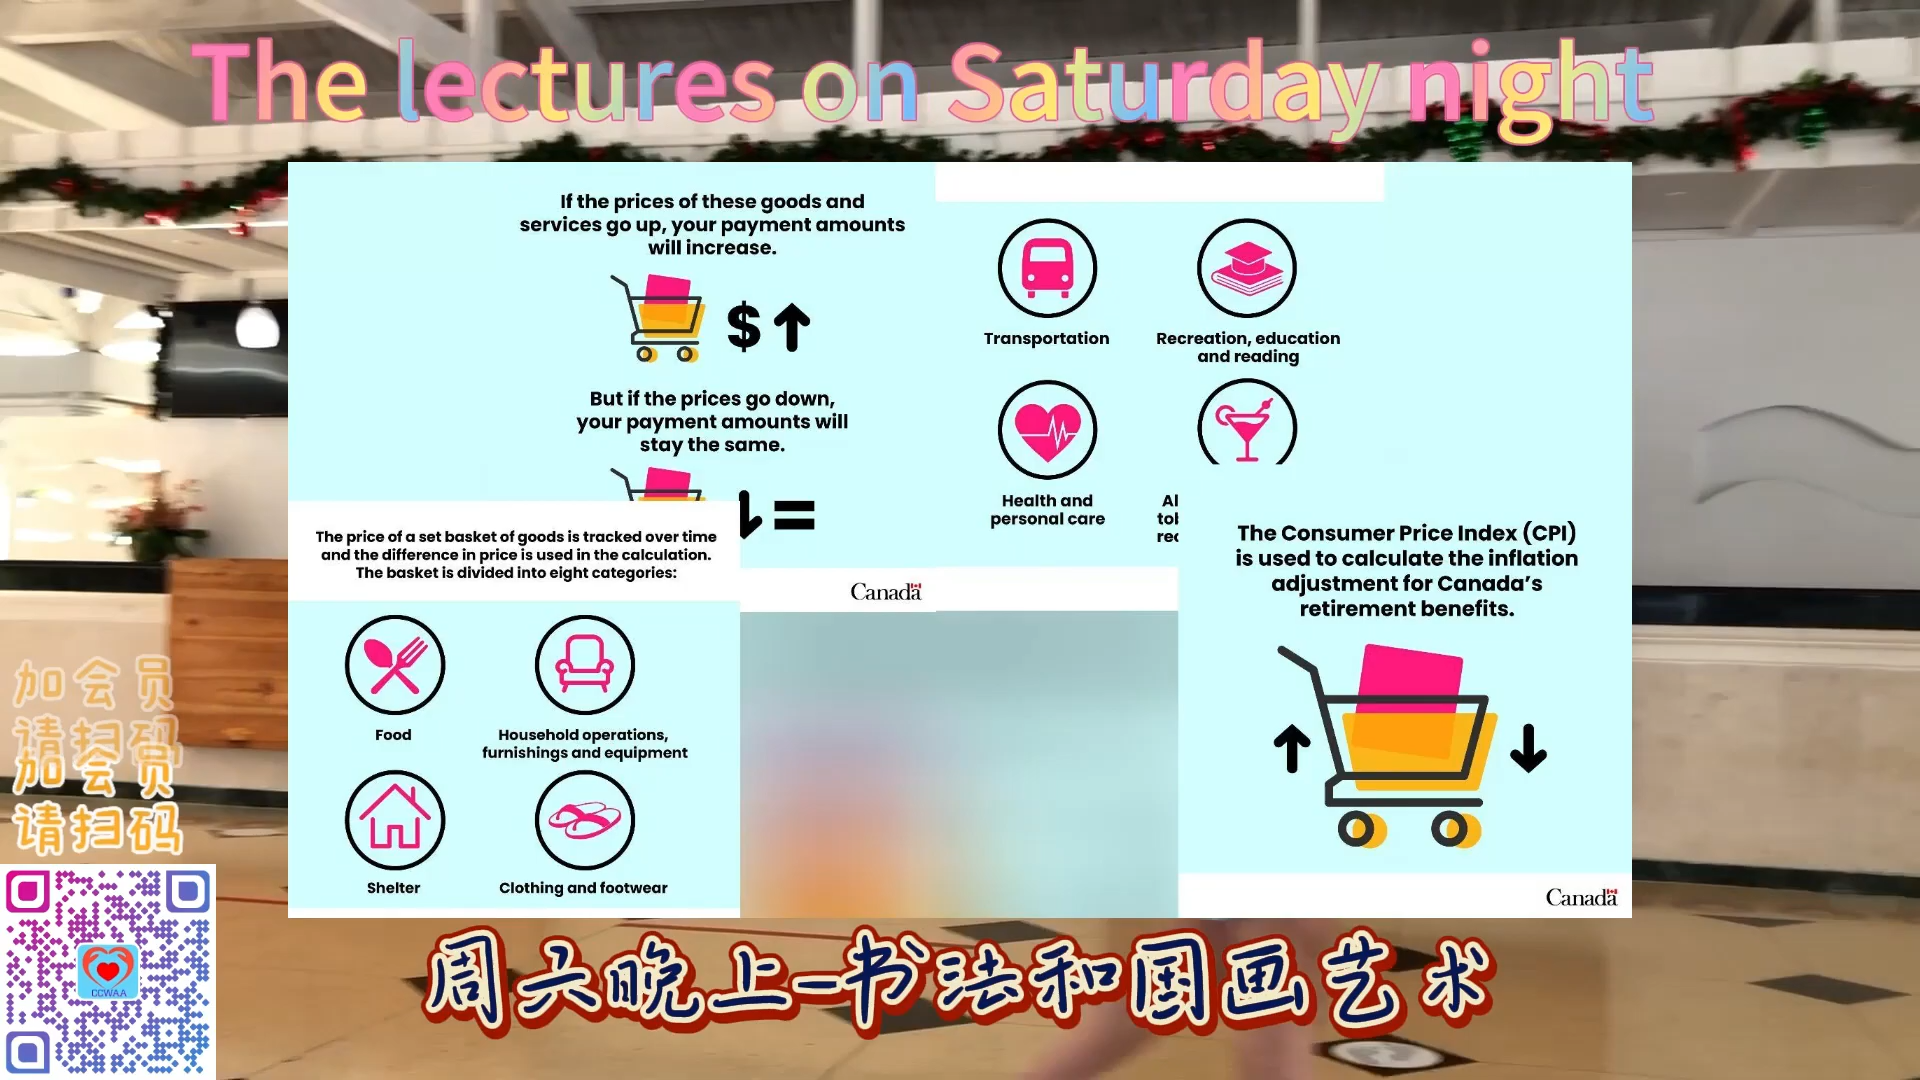 The lectures on Saturday night
If the prices of these goods and
services go up, your payment amounts
will increase.
$
But if the prices go down,
your payment amounts will
stay the same.
=
Canada
Transportation
Recreation, education
and reading
Health and
personal care
The price of a set basket of goods is tracked over time
and the difference in price is used in the calculation.
The basket is divided into eight categories:
Food
Household operations,
furnishings and equipment
Shelter
Clothing and footwear
The Consumer Price Index (CPI)
is used to calculate the inflation
adjustment for Canada's
retirement benefits.
Canada
加会员
请扫码
加会员
请扫码
CCWAA
周六晚上-书法和国画艺术